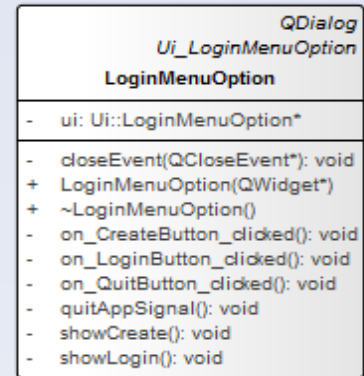 QDialog
Ui_LoginMenuOption
LoginMenuOption
- ui: Ui::LoginMenuOption*
- closeEvent(QCloseEvent*): void
+ LoginMenuOption(QWidget*)
+ ~LoginMenuOption()
- on_CreateButton_clicked(): void
- on_LoginButton_clicked(): void
- on_QuitButton_clicked(): void
- quitAppSignal(): void
- showCreate(): void
- showLogin(): void